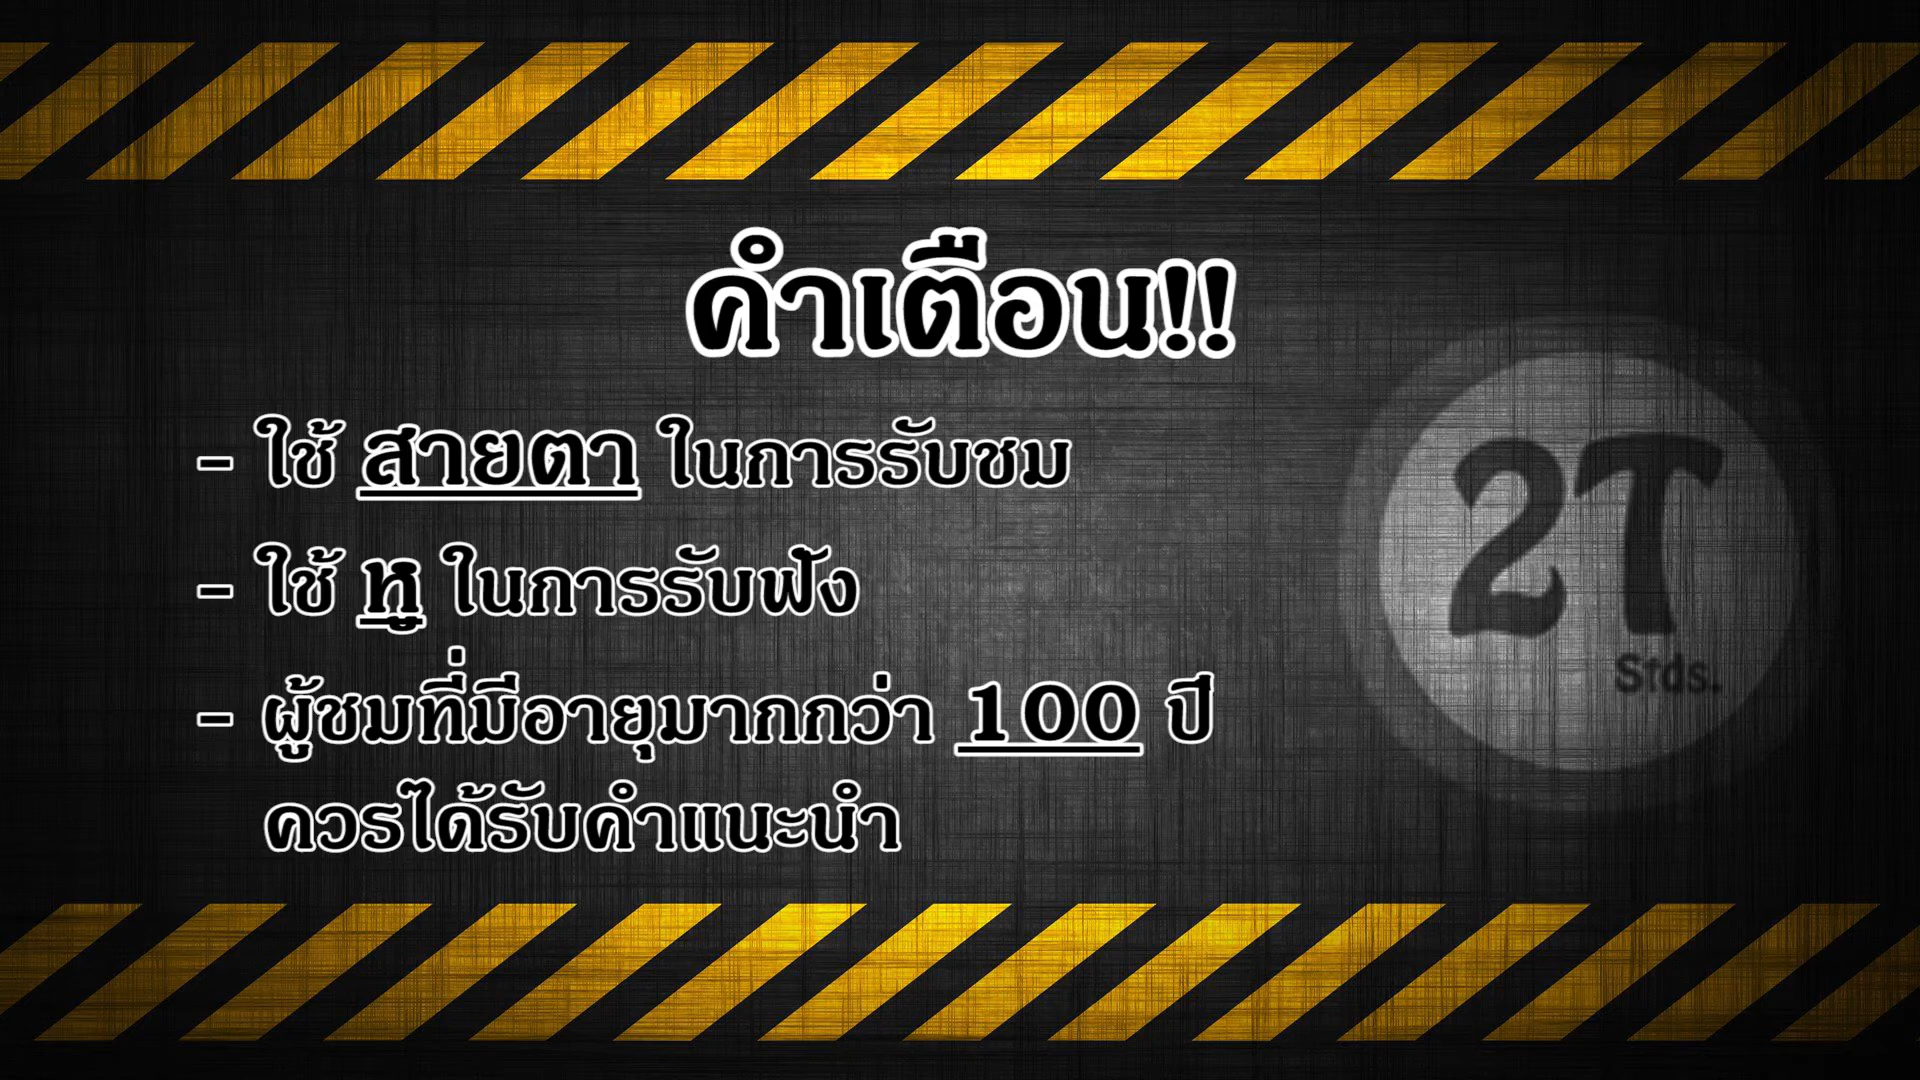 คำเตือน!!
- ใช้ สายตา ในการรับชม
- ใช้ หู ในการรับฟัง
- ผู้ชมที่มีอายุมากกว่า 100 ปี
ควรได้รับคำแนะนำ
2T
Stds.